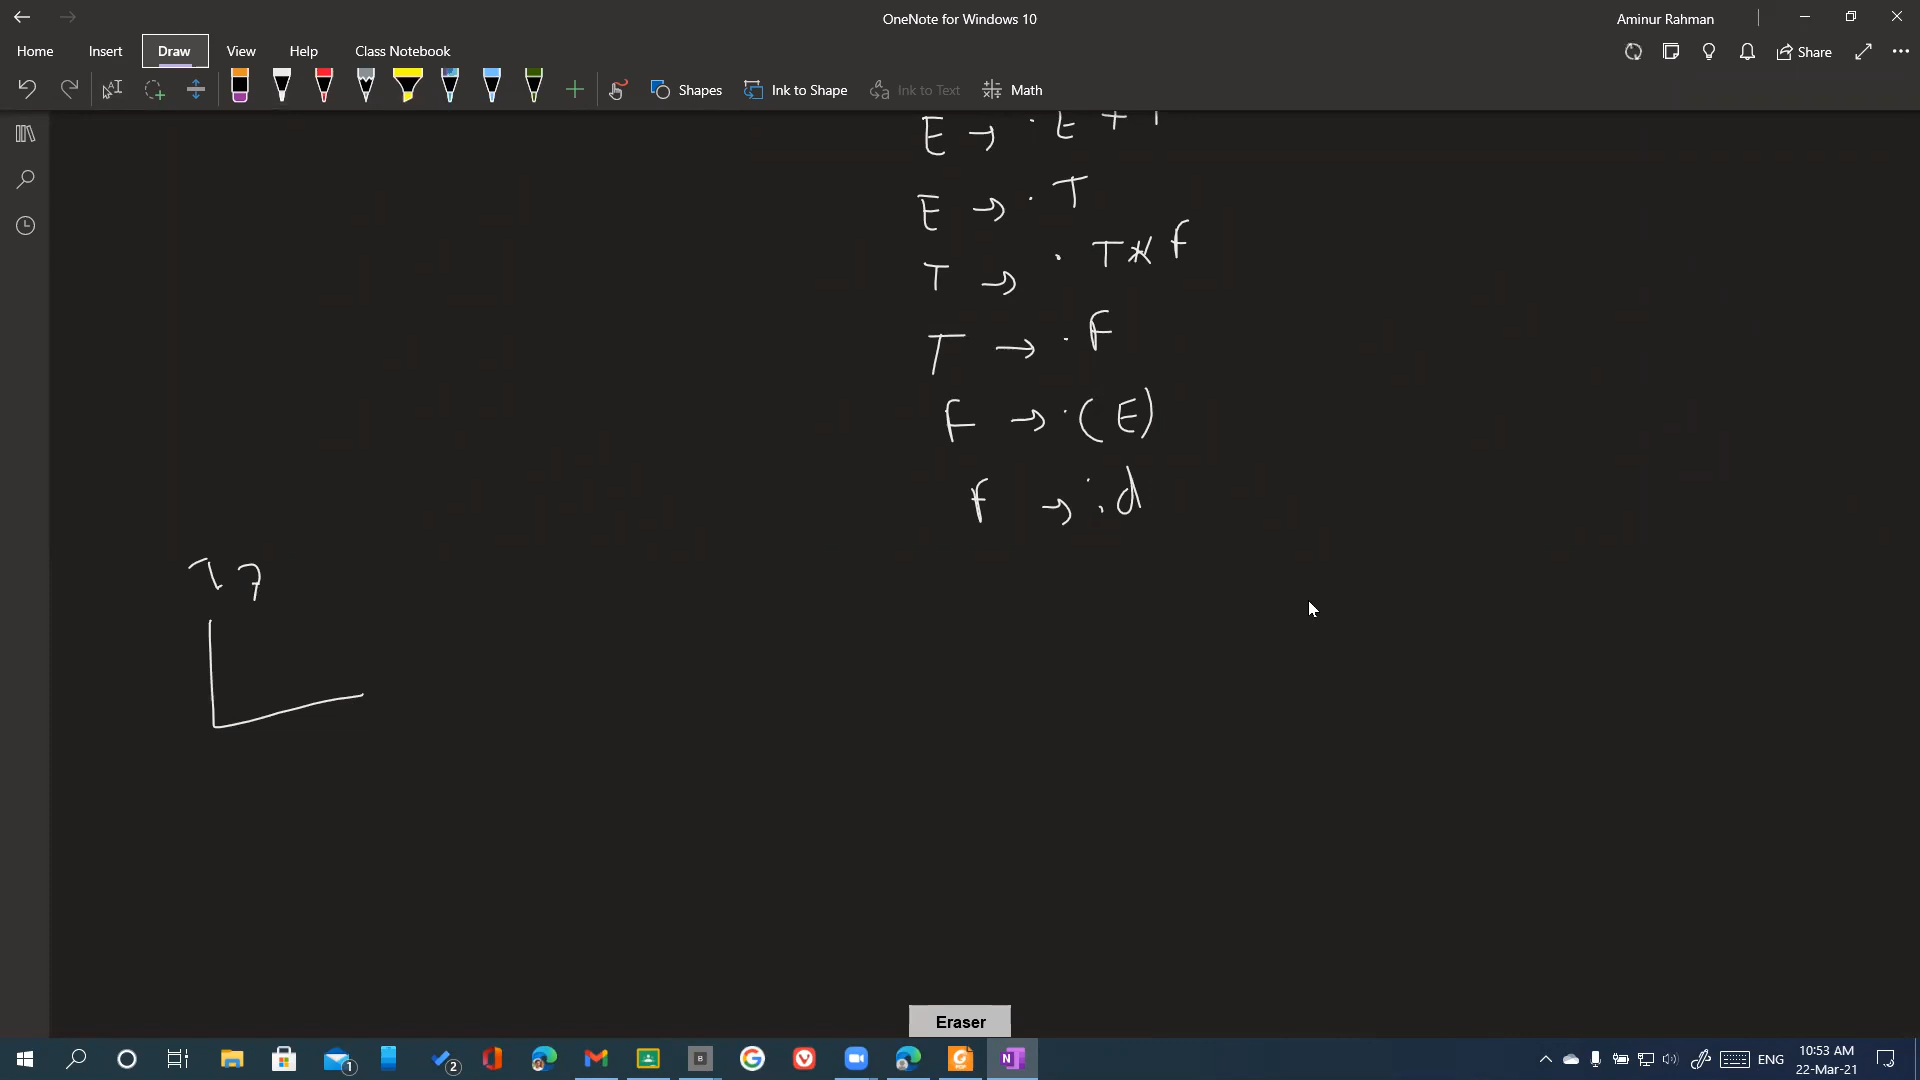 OneNote for Windows 10
Aminur Rahman
Home Insert Draw View Help Class Notebook
Share
Shapes Ink to Shape Ink to Text Math
E → · E +
E → · T
T → · T * F
T → · F
F → · (E)
F → · id
I7
Eraser
ENG
10:53 AM
22-Mar-21